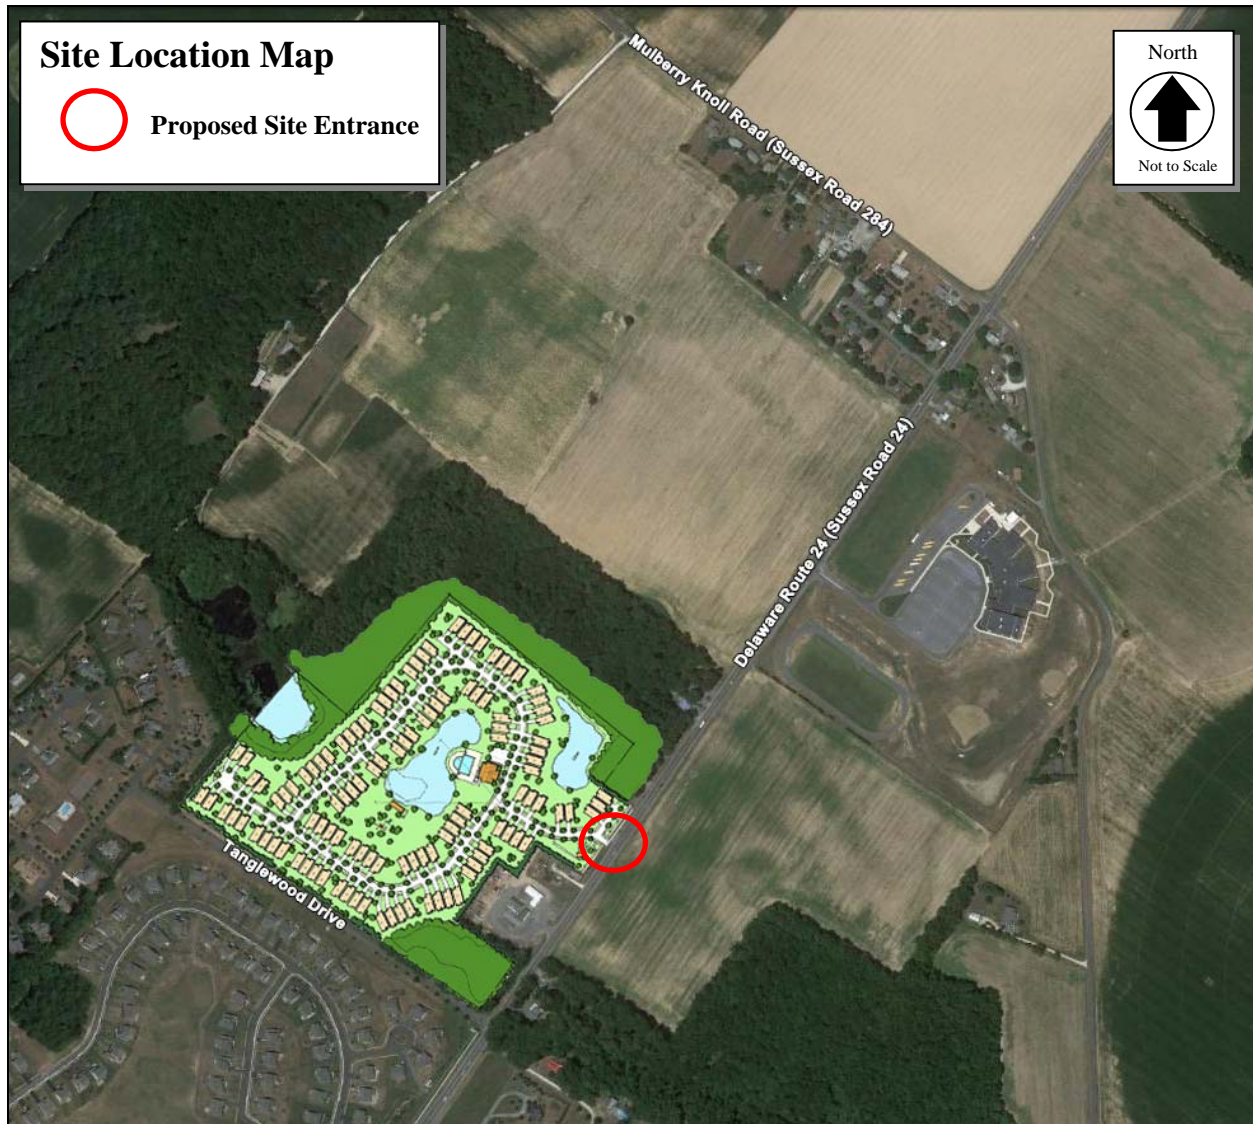 Site Location Map
Proposed Site Entrance
North
Not to Scale
Mulberry Knoll Road (Sussex Road 284)
Delaware Route 24 (Sussex Road 24)
Tanglewood Drive